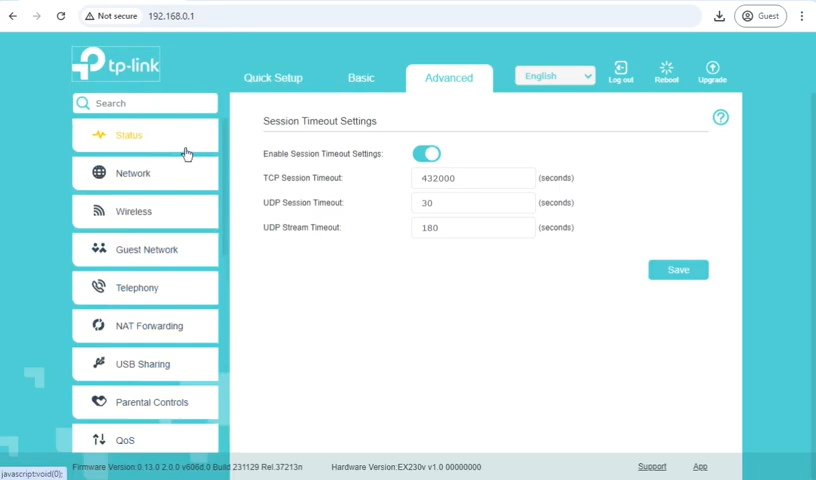 Not secure 192.168.0.1 Guest
tp-link
Quick Setup Basic Advanced English Log out Reboot Upgrade
Search
Status
Network
Wireless
Guest Network
Telephony
NAT Forwarding
USB Sharing
Parental Controls
QoS
Session Timeout Settings
Enable Session Timeout Settings:
TCP Session Timeout: 432000 (seconds)
UDP Session Timeout: 30 (seconds)
UDP Stream Timeout: 180 (seconds)
Save
Firmware Version:0.13.0 2.0.0 v606d.0 Build 231129 Rel.37213n Hardware Version:EX230v v1.0 00000000 Support App
javascript:void(0);